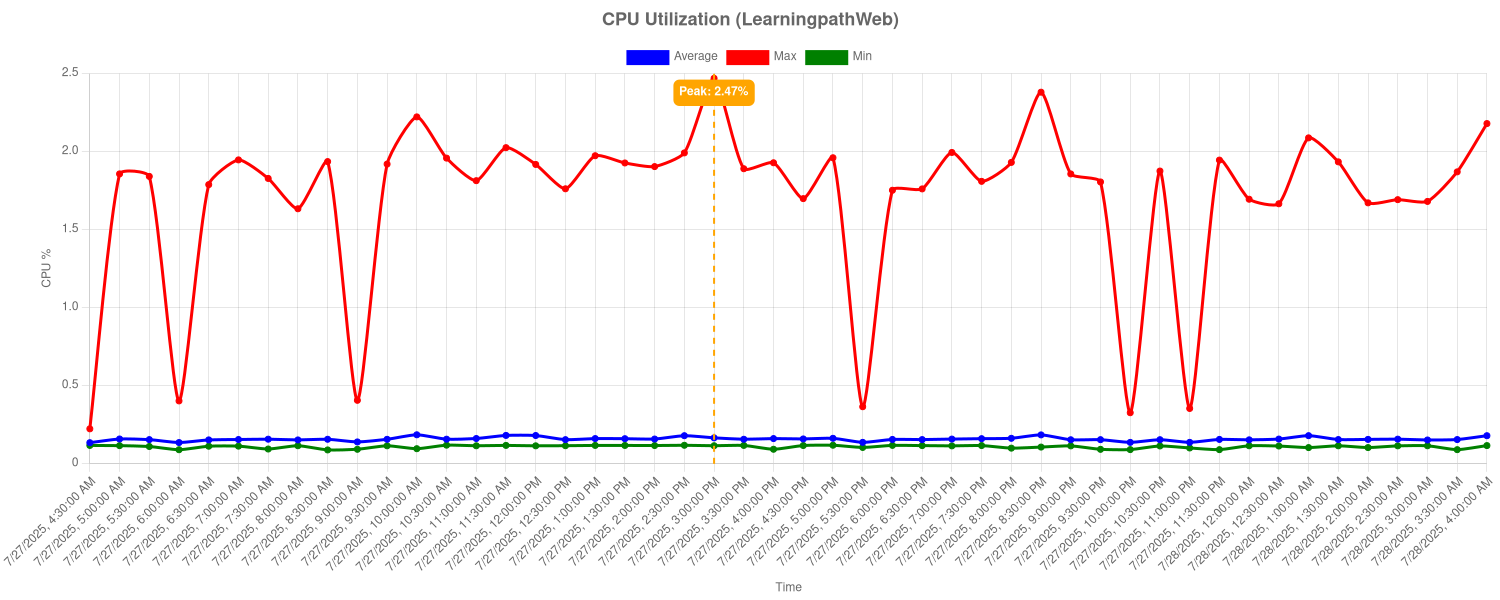 CPU Utilization (LearningpathWeb)
Average Max Min
Peak: 2.47%
2.5
2.0
1.5
1.0
0.5
0
CPU %
7/27/2025, 4:30:00 AM
7/27/2025, 5:00:00 AM
7/27/2025, 5:30:00 AM
7/27/2025, 6:00:00 AM
7/27/2025, 6:30:00 AM
7/27/2025, 7:00:00 AM
7/27/2025, 7:30:00 AM
7/27/2025, 8:00:00 AM
7/27/2025, 8:30:00 AM
7/27/2025, 9:00:00 AM
7/27/2025, 9:30:00 AM
7/27/2025, 10:00:00 AM
7/27/2025, 10:30:00 AM
7/27/2025, 11:00:00 AM
7/27/2025, 11:30:00 AM
7/27/2025, 12:00:00 PM
7/27/2025, 12:30:00 PM
7/27/2025, 1:00:00 PM
7/27/2025, 1:30:00 PM
7/27/2025, 2:00:00 PM
7/27/2025, 2:30:00 PM
7/27/2025, 3:00:00 PM
7/27/2025, 3:30:00 PM
7/27/2025, 4:00:00 PM
7/27/2025, 4:30:00 PM
7/27/2025, 5:00:00 PM
7/27/2025, 5:30:00 PM
7/27/2025, 6:00:00 PM
7/27/2025, 6:30:00 PM
7/27/2025, 7:00:00 PM
7/27/2025, 7:30:00 PM
7/27/2025, 8:00:00 PM
7/27/2025, 8:30:00 PM
7/27/2025, 9:00:00 PM
7/27/2025, 9:30:00 PM
7/27/2025, 10:00:00 PM
7/27/2025, 10:30:00 PM
7/27/2025, 11:00:00 PM
7/27/2025, 11:30:00 PM
7/28/2025, 12:00:00 AM
7/28/2025, 12:30:00 AM
7/28/2025, 1:00:00 AM
7/28/2025, 1:30:00 AM
7/28/2025, 2:00:00 AM
7/28/2025, 2:30:00 AM
7/28/2025, 3:00:00 AM
7/28/2025, 3:30:00 AM
7/28/2025, 4:00:00 AM
Time